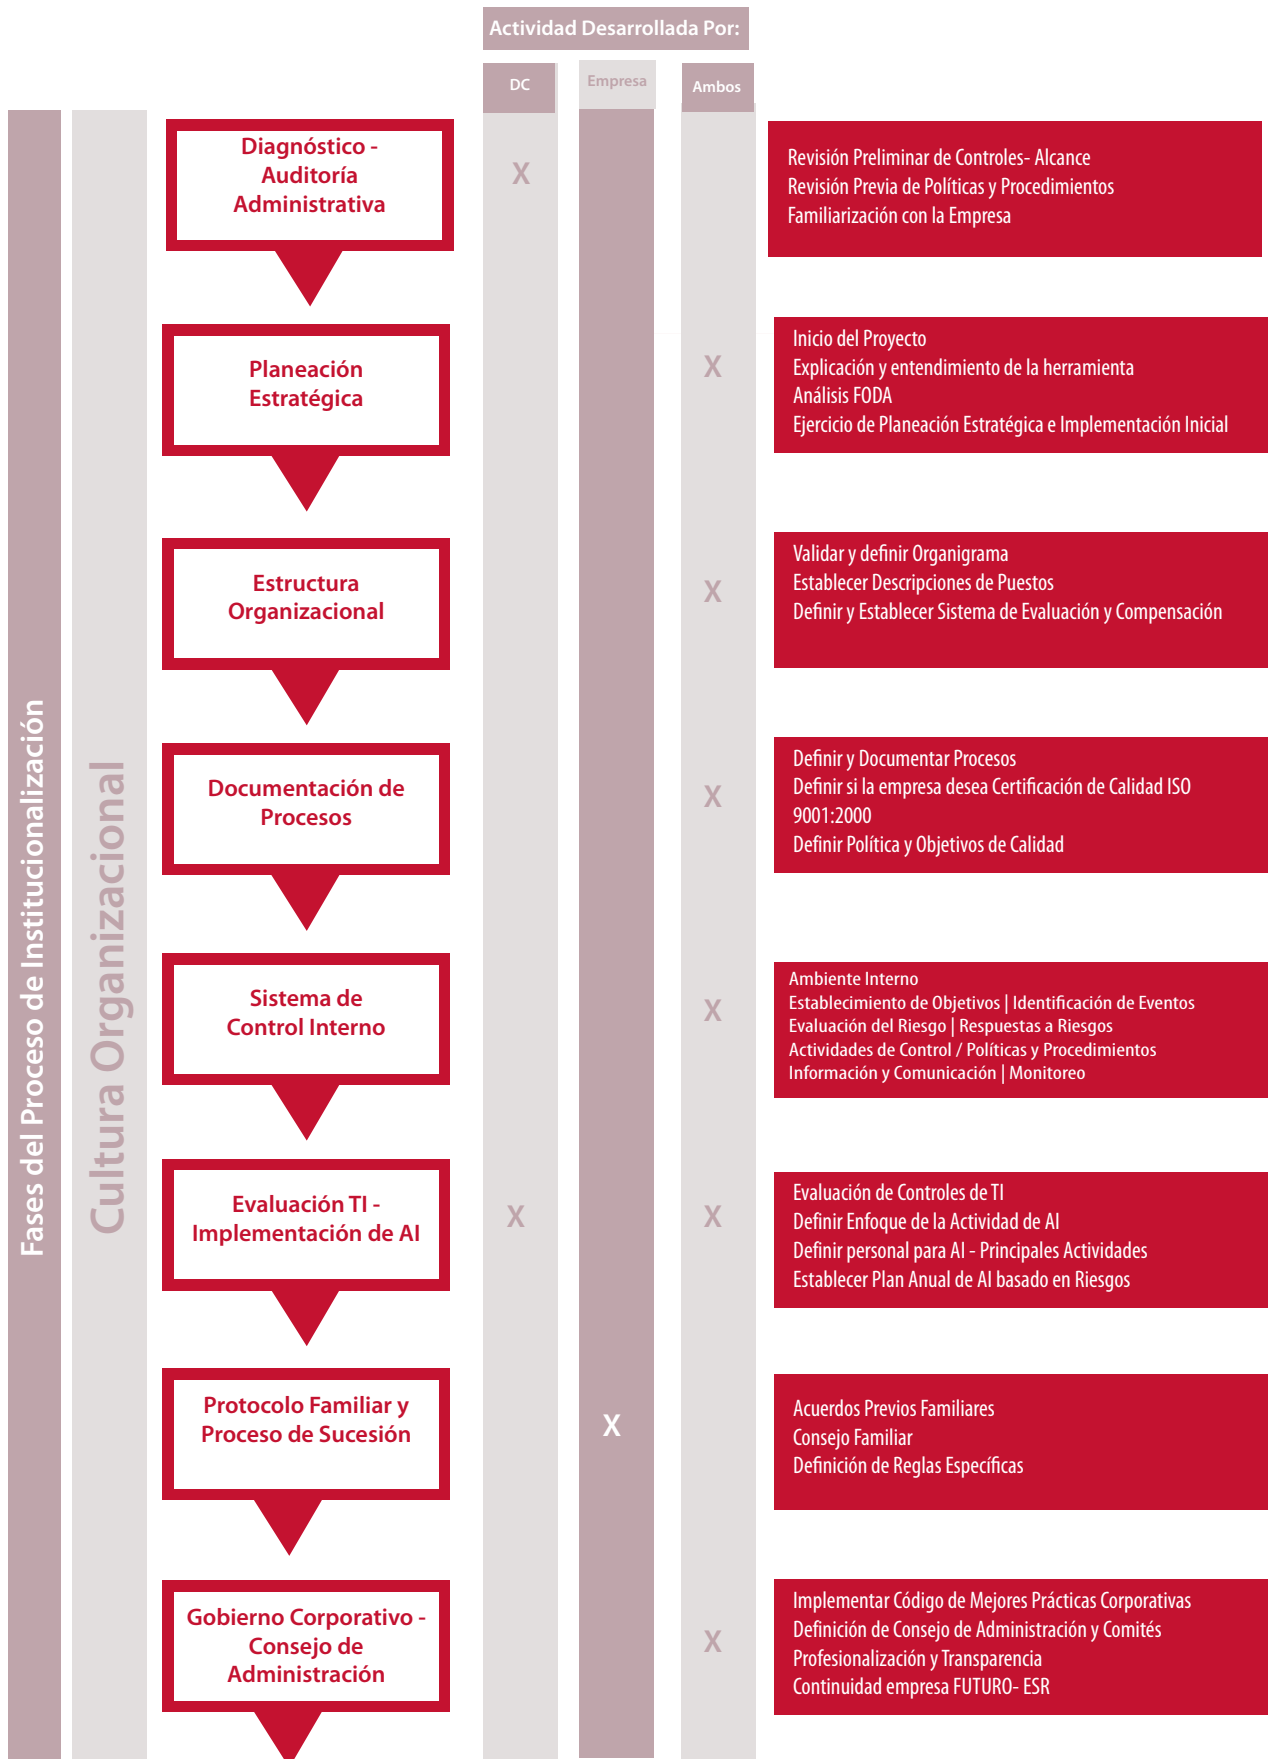 Actividad Desarrollada Por:
DC
Empresa
Ambos
Fases del Proceso de Institucionalización
Cultura Organizacional
Diagnóstico -
Auditoría
Administrativa
X
Revisión Preliminar de Controles- Alcance
Revisión Previa de Políticas y Procedimientos
Familiarización con la Empresa
Planeación
Estratégica
X
Inicio del Proyecto
Explicación y entendimiento de la herramienta
Análisis FODA
Ejercicio de Planeación Estratégica e Implementación Inicial
Estructura
Organizacional
X
Validar y definir Organigrama
Establecer Descripciones de Puestos
Definir y Establecer Sistema de Evaluación y Compensación
Documentación de
Procesos
X
Definir y Documentar Procesos
Definir si la empresa desea Certificación de Calidad ISO
9001:2000
Definir Política y Objetivos de Calidad
Sistema de
Control Interno
X
Ambiente Interno
Establecimiento de Objetivos | Identificación de Eventos
Evaluación del Riesgo | Respuestas a Riesgos
Actividades de Control / Políticas y Procedimientos
Información y Comunicación | Monitoreo
Evaluación TI -
Implementación de AI
X
X
Evaluación de Controles de TI
Definir Enfoque de la Actividad de AI
Definir personal para AI - Principales Actividades
Establecer Plan Anual de AI basado en Riesgos
Protocolo Familiar y
Proceso de Sucesión
X
Acuerdos Previos Familiares
Consejo Familiar
Definición de Reglas Específicas
Gobierno Corporativo -
Consejo de
Administración
X
Implementar Código de Mejores Prácticas Corporativas
Definición de Consejo de Administración y Comités
Profesionalización y Transparencia
Continuidad empresa FUTURO- ESR